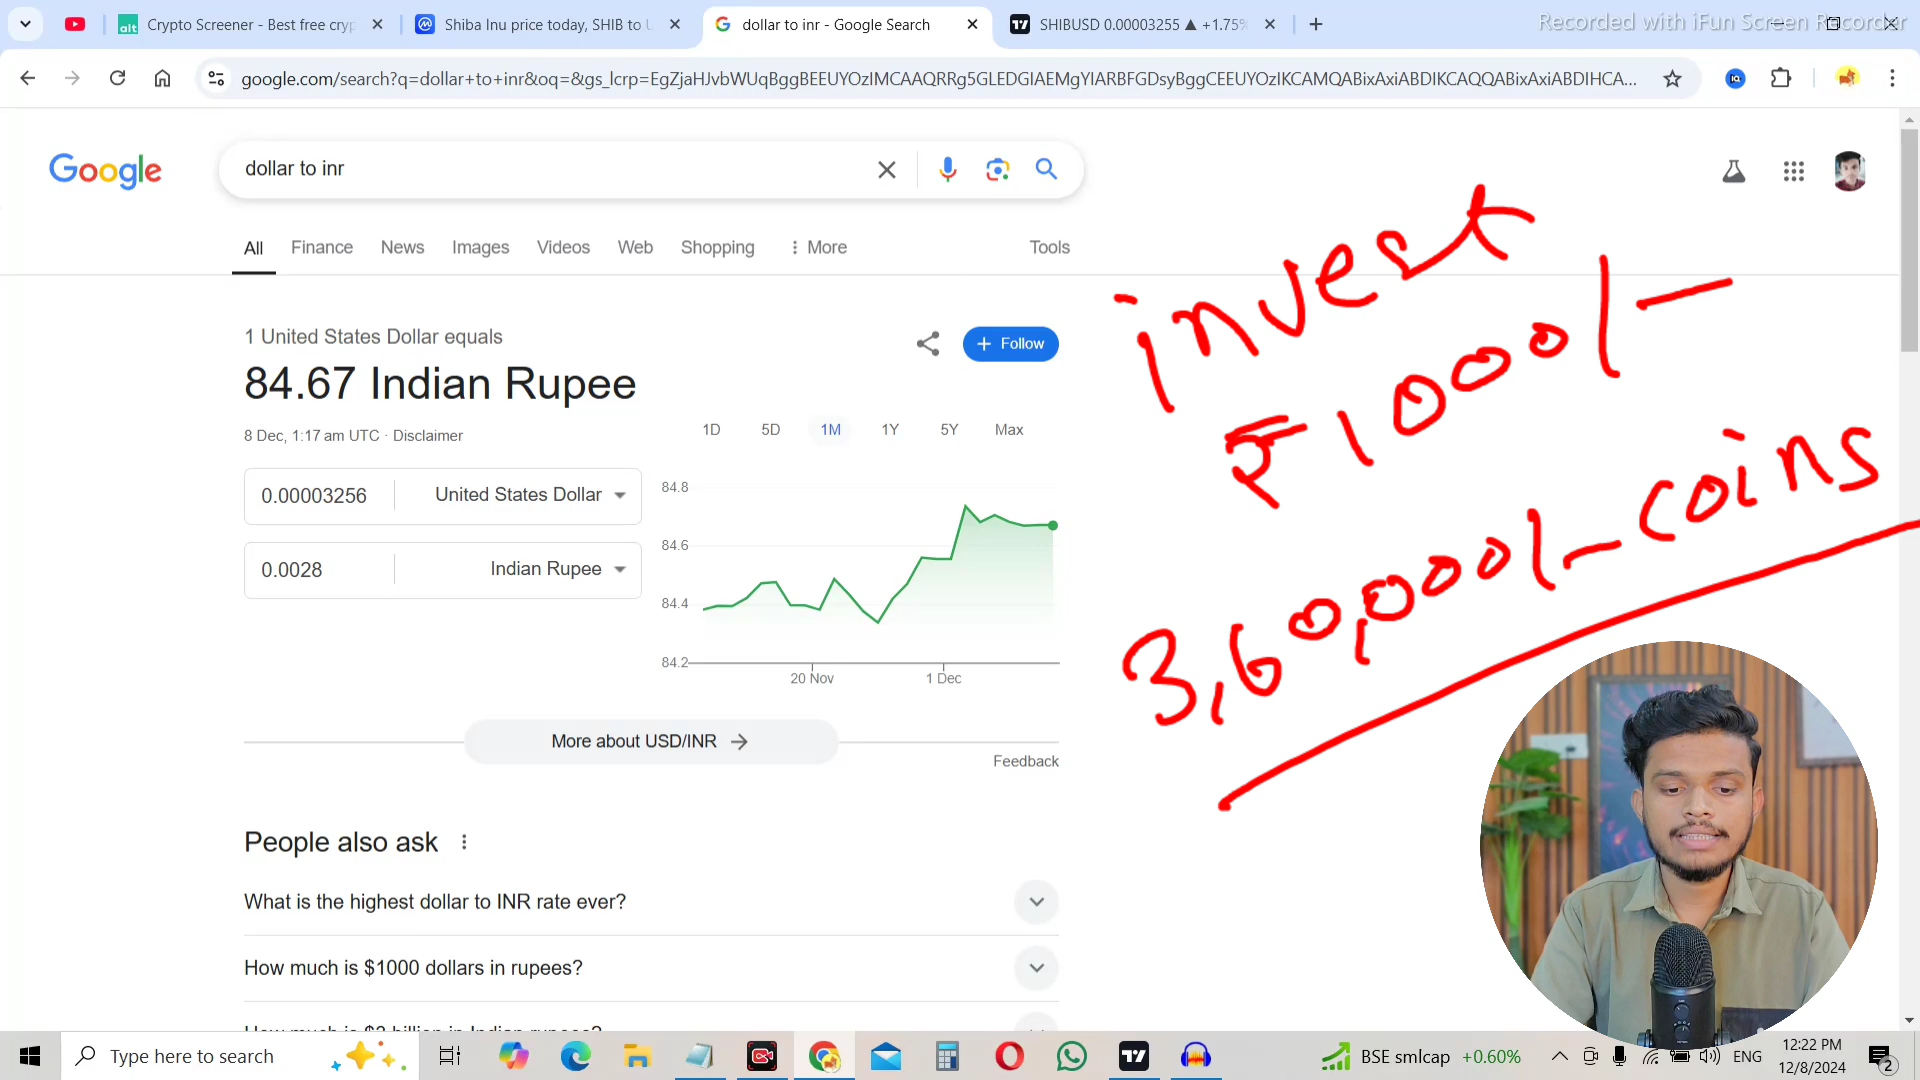 Crypto Screener - Best free cryp
Shiba Inu price today, SHIB to U
dollar to inr - Google Search
SHIBUSD 0.00003255 ▲ +1.75%
Recorded with iFun Screen Recorder
google.com/search?q=dollar+to+inr&oq=&gs_lcrp=EgZjaHJvbWUqBggBEEUYOzIMCAAQRRg5GLEDGIAEMgYIARBFGDsyBggCEEUYOzIKCAMQABixAxiABDIKCAQQABixAxiABDIHCA...
Google
dollar to inr
All Finance News Images Videos Web Shopping More Tools
1 United States Dollar equals
84.67 Indian Rupee
8 Dec, 1:17 am UTC · Disclaimer
+ Follow
1D 5D 1M 1Y 5Y Max
0.00003256 United States Dollar
0.0028 Indian Rupee
84.8
84.6
84.4
84.2
20 Nov 1 Dec
More about USD/INR →
Feedback
invest
₹1000/-
3,60,000/- coins
People also ask
What is the highest dollar to INR rate ever?
How much is $1000 dollars in rupees?
Type here to search
BSE smlcap +0.60%
ENG
12:22 PM
12/8/2024
2